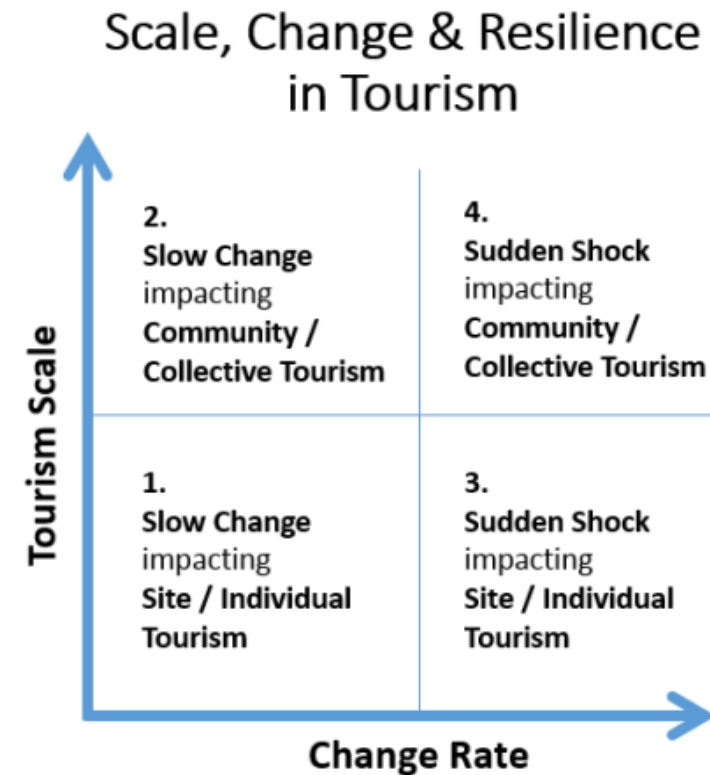 Scale, Change & Resilience
in Tourism
2.
Slow Change
impacting
Community /
Collective Tourism
4.
Sudden Shock
impacting
Community /
Collective Tourism
Tourism Scale
1.
Slow Change
impacting
Site / Individual
Tourism
3.
Sudden Shock
impacting
Site / Individual
Tourism
Change Rate